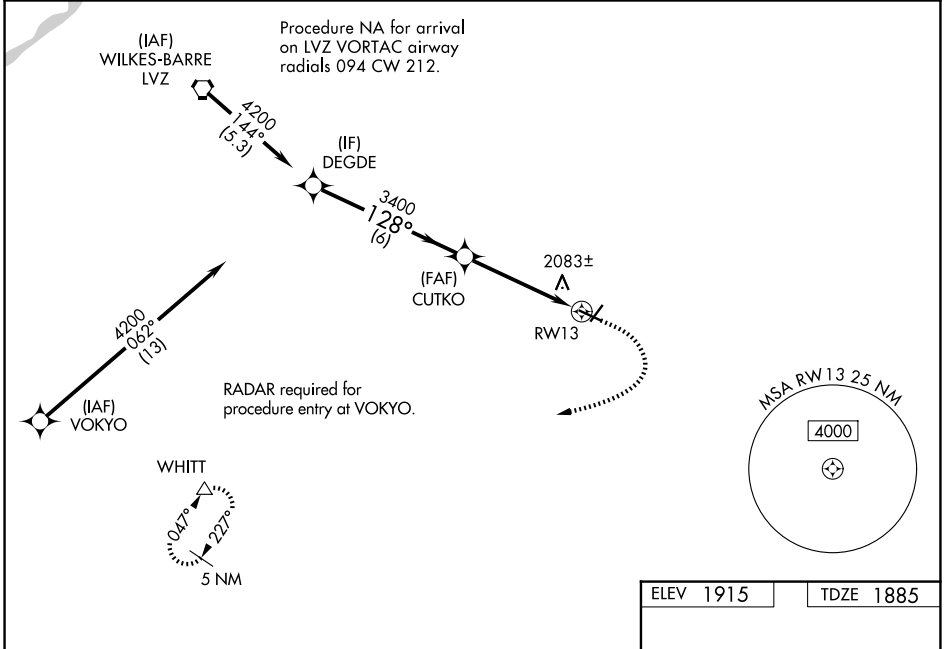 (IAF)
WILKES-BARRE
LVZ
Procedure NA for arrival
on LVZ VORTAC airway
radials 094 CW 212.
4200
144°
(5.3)
(IF)
DEGDE
3400
128°
(6)
(FAF)
CUTKO
2083±
RW13
4200
062°
(13)
(IAF)
VOKYO
RADAR required for
procedure entry at VOKYO.
MSA RW13 25 NM
4000
WHITT
047°
227°
5 NM
ELEV 1915
TDZE 1885